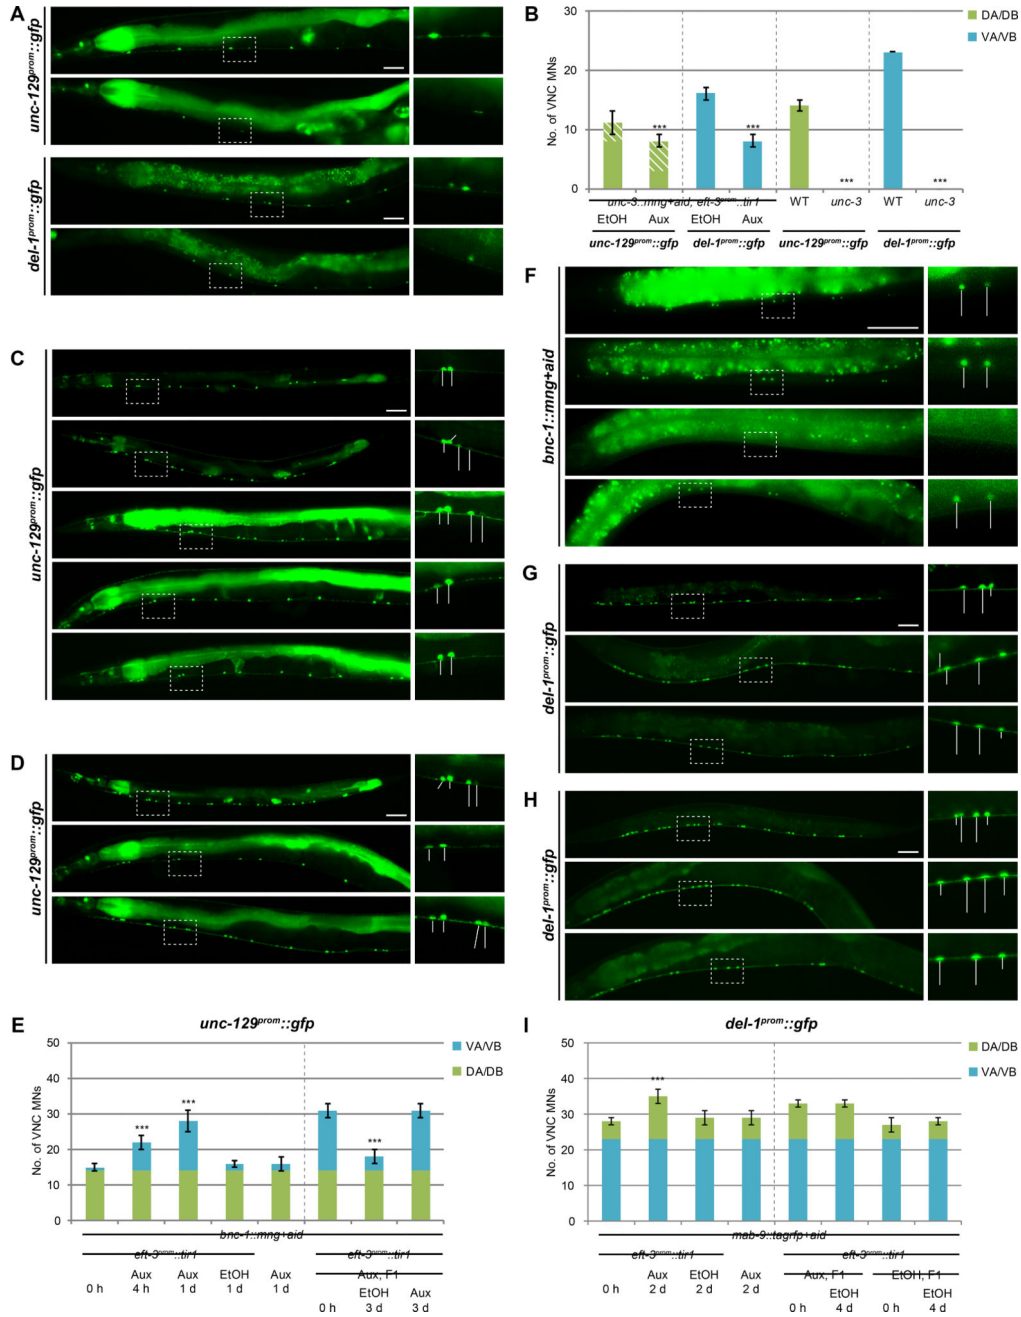 A
unc-129prom::gfp
del-1prom::gfp
B
30
20
10
0
No. of VNC MNs
DA/DB
VA/VB
***
***
***
***
unc-3::mng+aid; eft-3prom::tir1
WT
unc-3
WT
unc-3
EtOH
Aux
EtOH
Aux
unc-129prom::gfp
del-1prom::gfp
unc-129prom::gfp
del-1prom::gfp
C
unc-129prom::gfp
D
unc-129prom::gfp
F
bnc-1::mng+aid
G
del-1prom::gfp
H
del-1prom::gfp
E
unc-129prom::gfp
50
40
30
20
10
0
No. of VNC MNs
VA/VB
DA/DB
***
***
***
bnc-1::mng+aid
eft-3prom::tir1
eft-3prom::tir1
Aux, F1
0 h
Aux
4 h
Aux
1 d
EtOH
1 d
Aux
1 d
0 h
EtOH
3 d
Aux
3 d
I
del-1prom::gfp
50
40
30
20
10
0
No. of VNC MNs
DA/DB
VA/VB
***
mab-9::tagrfp+aid
eft-3prom::tir1
eft-3prom::tir1
Aux, F1
EtOH, F1
0 h
Aux
2 d
EtOH
2 d
Aux
2 d
0 h
EtOH
4 d
0 h
EtOH
4 d